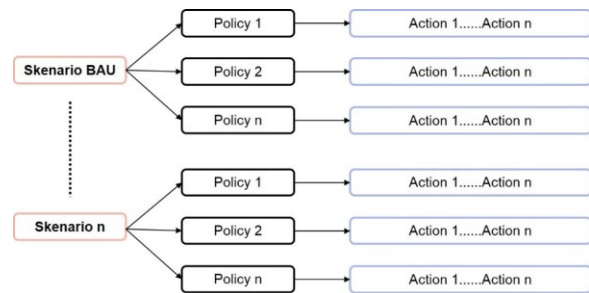 Policy 1
Action 1......Action n
Skenario BAU
Policy 2
Action 1......Action n
Policy n
Action 1......Action n
Policy 1
Action 1......Action n
Skenario n
Policy 2
Action 1......Action n
Policy n
Action 1......Action n